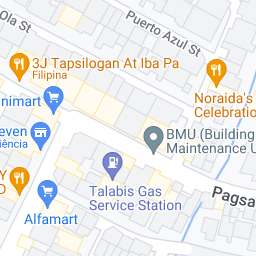 Ola St
Puerto Azul St
3J Tapsilogan At Iba Pa
Filipina
Noraida's
Celebration
nimart
even
iência
BMU (Building
Maintenance U
Talabis Gas
Service Station
Y
D
Alfamart
Pagsa